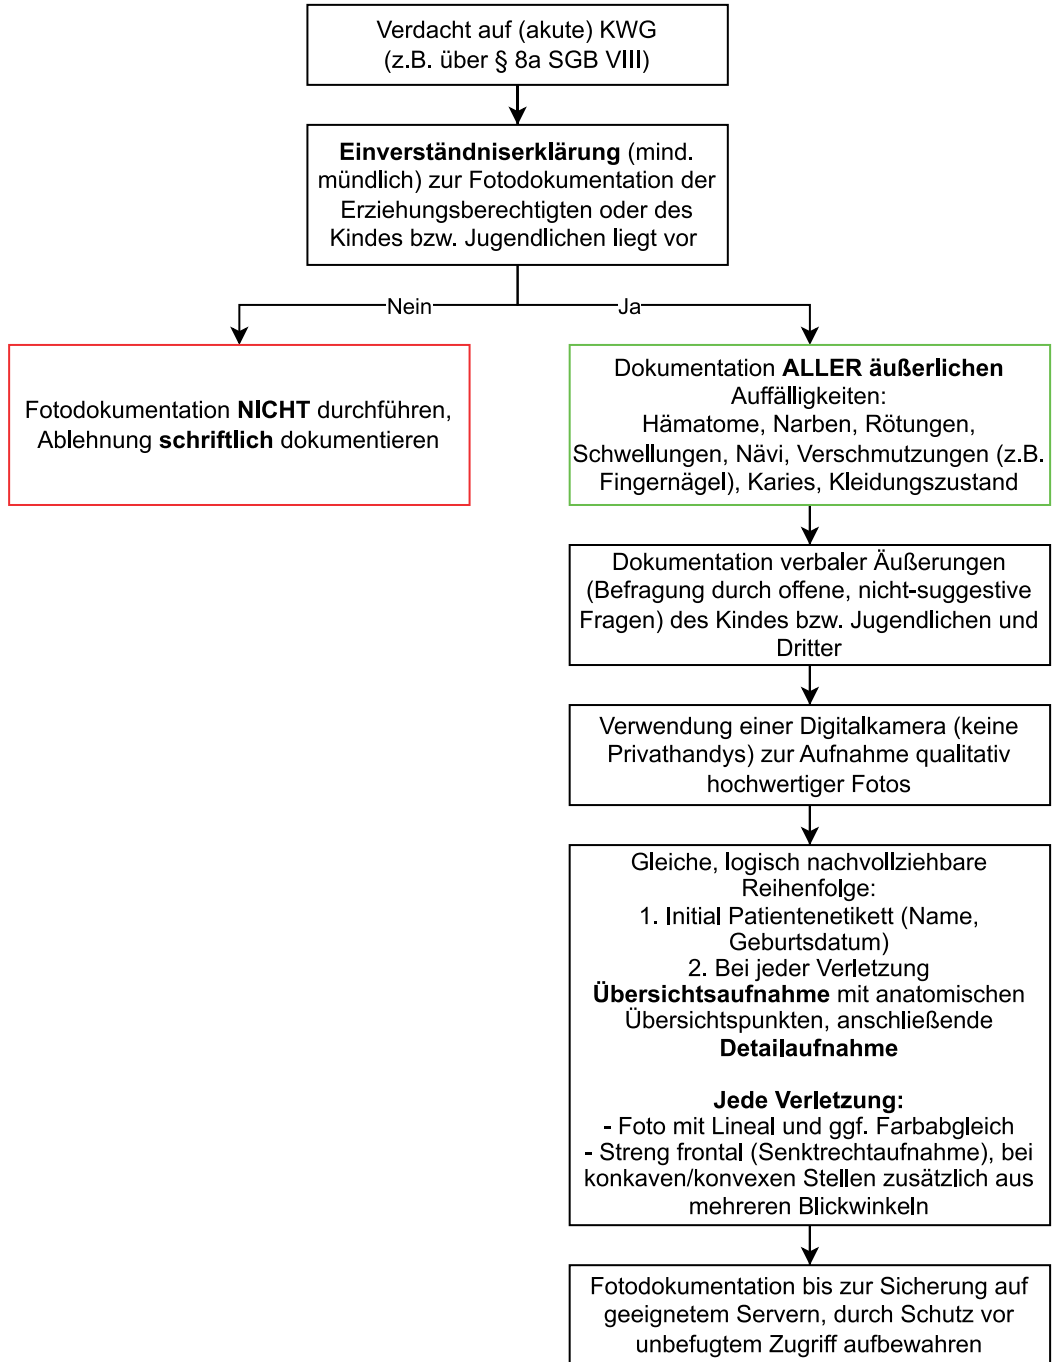 Verdacht auf (akute) KWG
(z.B. über § 8a SGB VIII)
Einverständniserklärung (mind.
mündlich) zur Fotodokumentation der
Erziehungsberechtigten oder des
Kindes bzw. Jugendlichen liegt vor
Nein
Ja
Fotodokumentation NICHT durchführen,
Ablehnung schriftlich dokumentieren
Dokumentation ALLER äußerlichen
Auffälligkeiten:
Hämatome, Narben, Rötungen,
Schwellungen, Nävi, Verschmutzungen (z.B.
Fingernägel), Karies, Kleidungszustand
Dokumentation verbaler Äußerungen
(Befragung durch offene, nicht-suggestive
Fragen) des Kindes bzw. Jugendlichen und
Dritter
Verwendung einer Digitalkamera (keine
Privathandys) zur Aufnahme qualitativ
hochwertiger Fotos
Gleiche, logisch nachvollziehbare
Reihenfolge:
1. Initial Patientenetikett (Name,
Geburtsdatum)
2. Bei jeder Verletzung
Übersichtsaufnahme mit anatomischen
Übersichtspunkten, anschließende
Detailaufnahme
Jede Verletzung:
- Foto mit Lineal und ggf. Farbabgleich
- Streng frontal (Senktrechtaufnahme), bei
konkaven/konvexen Stellen zusätzlich aus
mehreren Blickwinkeln
Fotodokumentation bis zur Sicherung auf
geeignetem Servern, durch Schutz vor
unbefugtem Zugriff aufbewahren